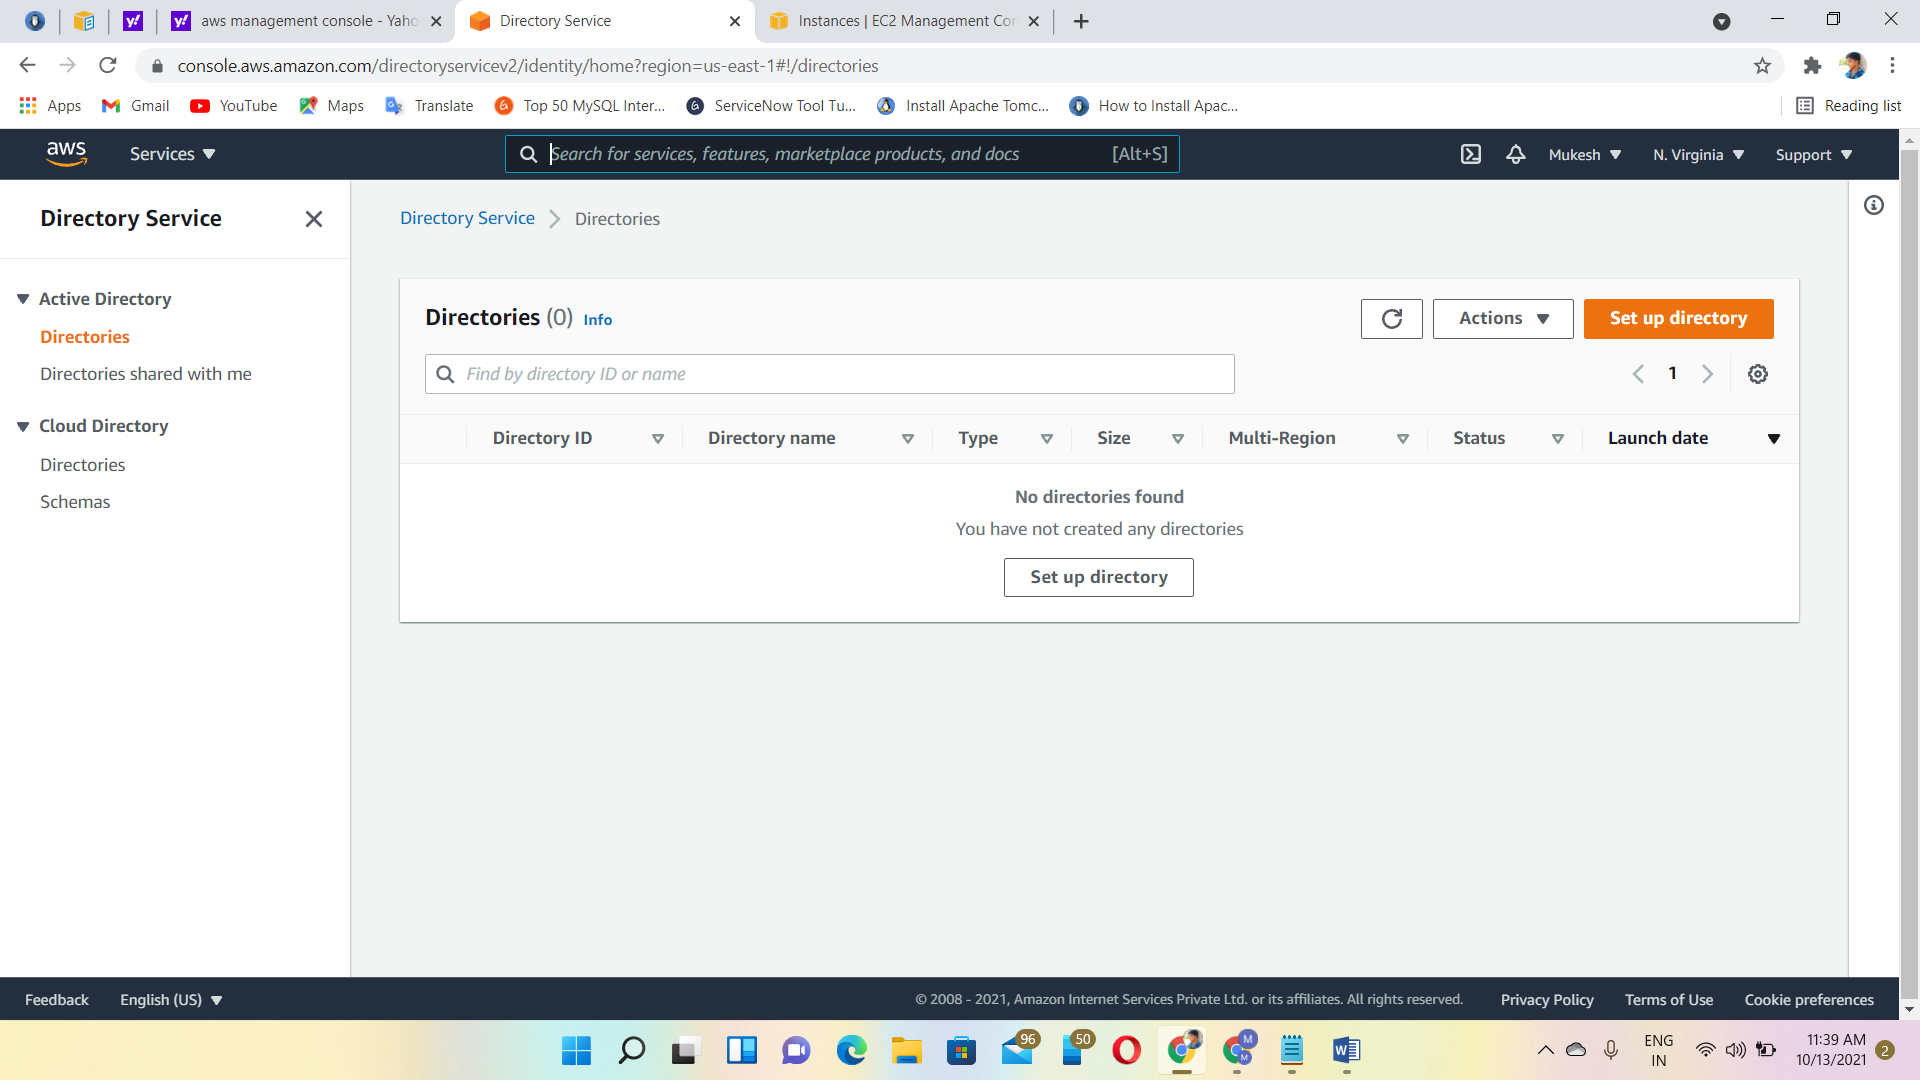 aws management console - Yaho
Directory Service
Instances | EC2 Management Con
console.aws.amazon.com/directoryservicev2/identity/home?region=us-east-1#!/directories
Apps
Gmail
YouTube
Maps
Translate
Top 50 MySQL Inter...
ServiceNow Tool Tu...
Install Apache Tomc...
How to Install Apac...
Reading list
aws
Services
Search for services, features, marketplace products, and docs
[Alt+S]
Mukesh
N. Virginia
Support
Directory Service
Active Directory
Directories
Directories shared with me
Cloud Directory
Directories
Schemas
Directory Service
Directories
Directories (0) Info
Actions
Set up directory
Find by directory ID or name
1
Directory ID
Directory name
Type
Size
Multi-Region
Status
Launch date
No directories found
You have not created any directories
Set up directory
Feedback
English (US)
© 2008 - 2021, Amazon Internet Services Private Ltd. or its affiliates. All rights reserved.
Privacy Policy
Terms of Use
Cookie preferences
96
50
M
M
ENG
IN
11:39 AM
10/13/2021
2